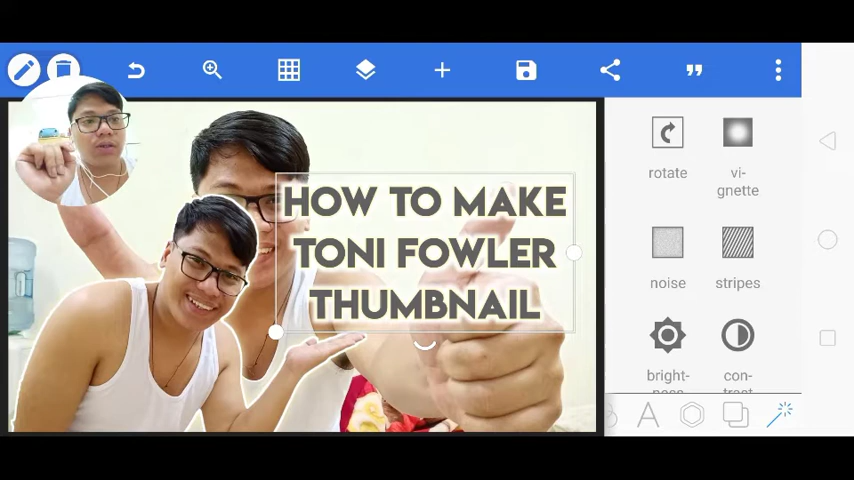 HOW TO MAKE
TONI FOWLER
THUMBNAIL
rotate
vi-
gnette
noise
stripes
bright-
con-